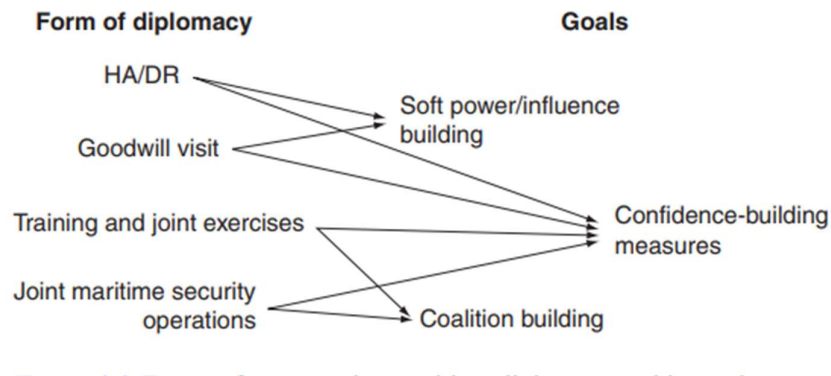 Form of diplomacy
Goals
HA/DR
Soft power/influence
building
Goodwill visit
Training and joint exercises
Confidence-building
measures
Joint maritime security
operations
Coalition building